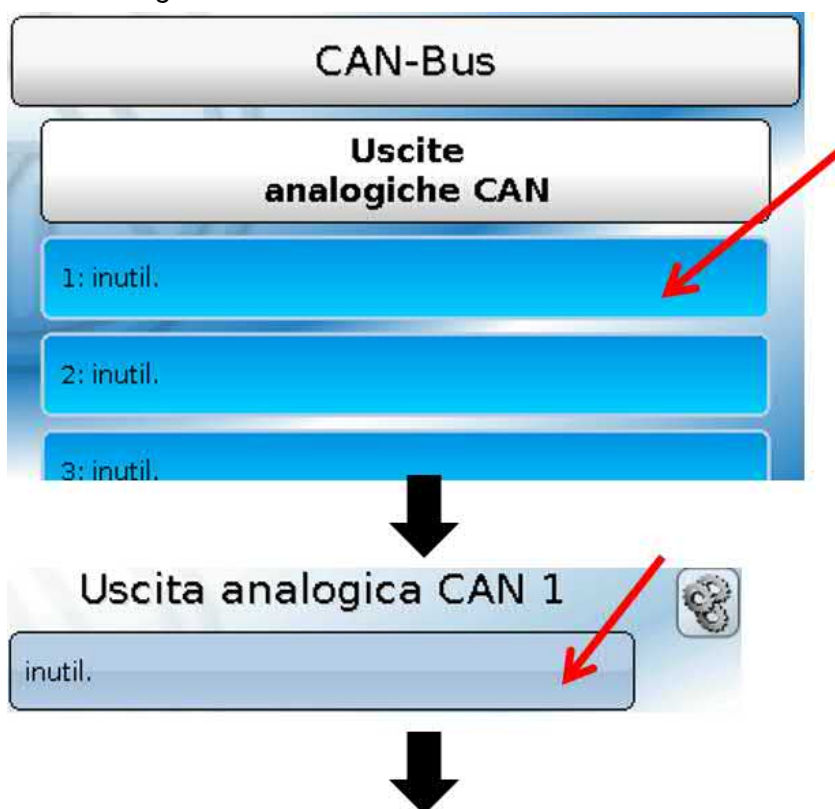 CAN-Bus
Uscite
analogiche CAN
1: inutil.
2: inutil.
3: inutil.
Uscita analogica CAN 1
inutil.